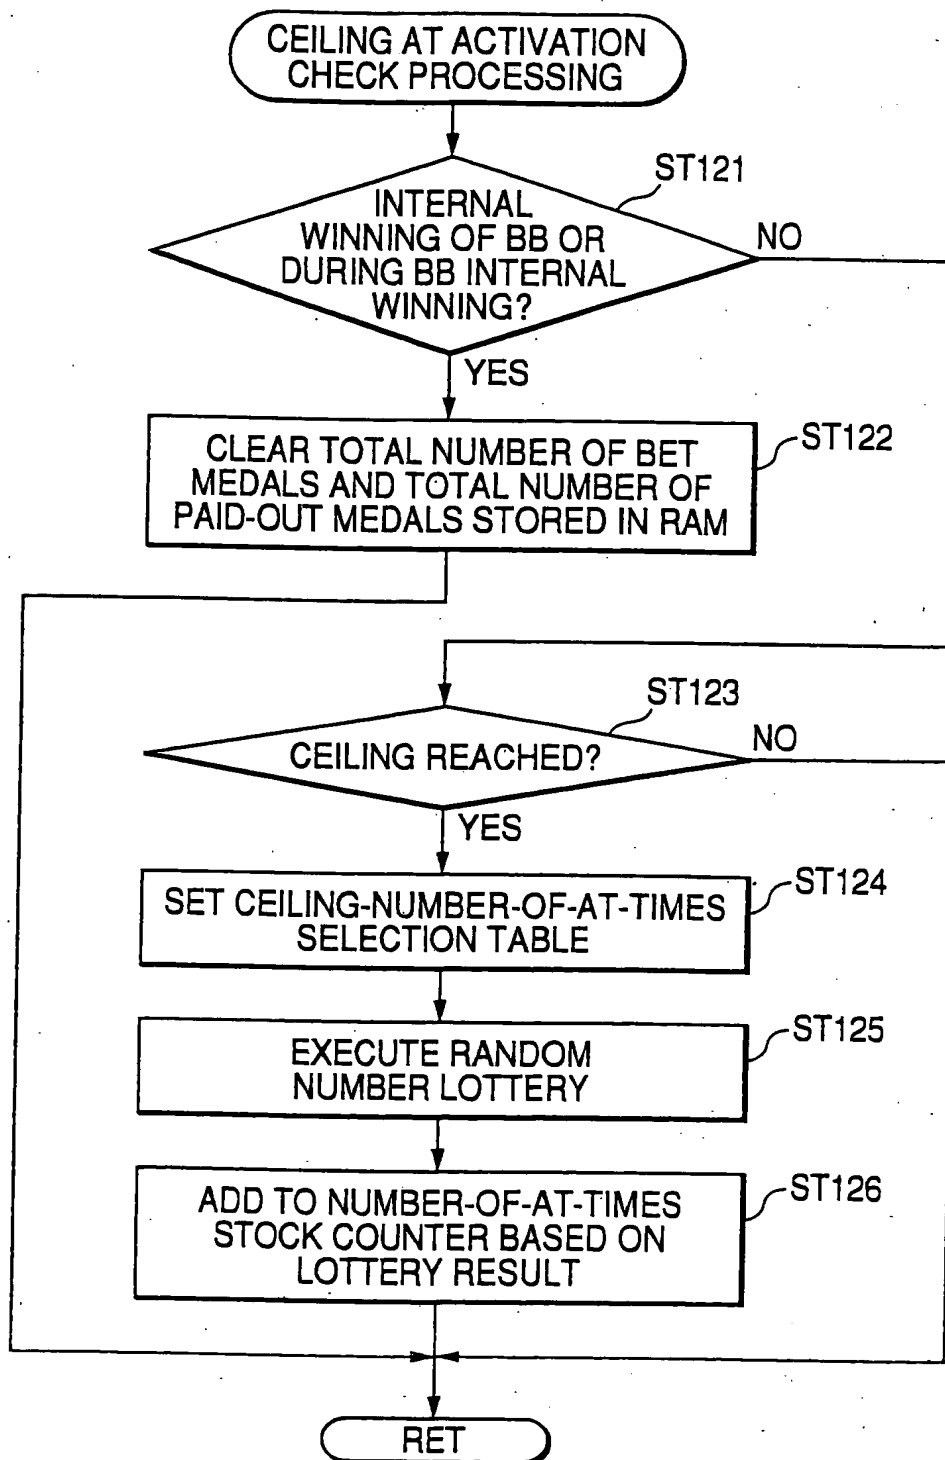 CEILING AT ACTIVATION
CHECK PROCESSING
ST121
INTERNAL
WINNING OF BB OR
DURING BB INTERNAL
WINNING?
NO
YES
ST122
CLEAR TOTAL NUMBER OF BET
MEDALS AND TOTAL NUMBER OF
PAID-OUT MEDALS STORED IN RAM
ST123
CEILING REACHED?
NO
YES
ST124
SET CEILING-NUMBER-OF-AT-TIMES
SELECTION TABLE
ST125
EXECUTE RANDOM
NUMBER LOTTERY
ST126
ADD TO NUMBER-OF-AT-TIMES
STOCK COUNTER BASED ON
LOTTERY RESULT
RET